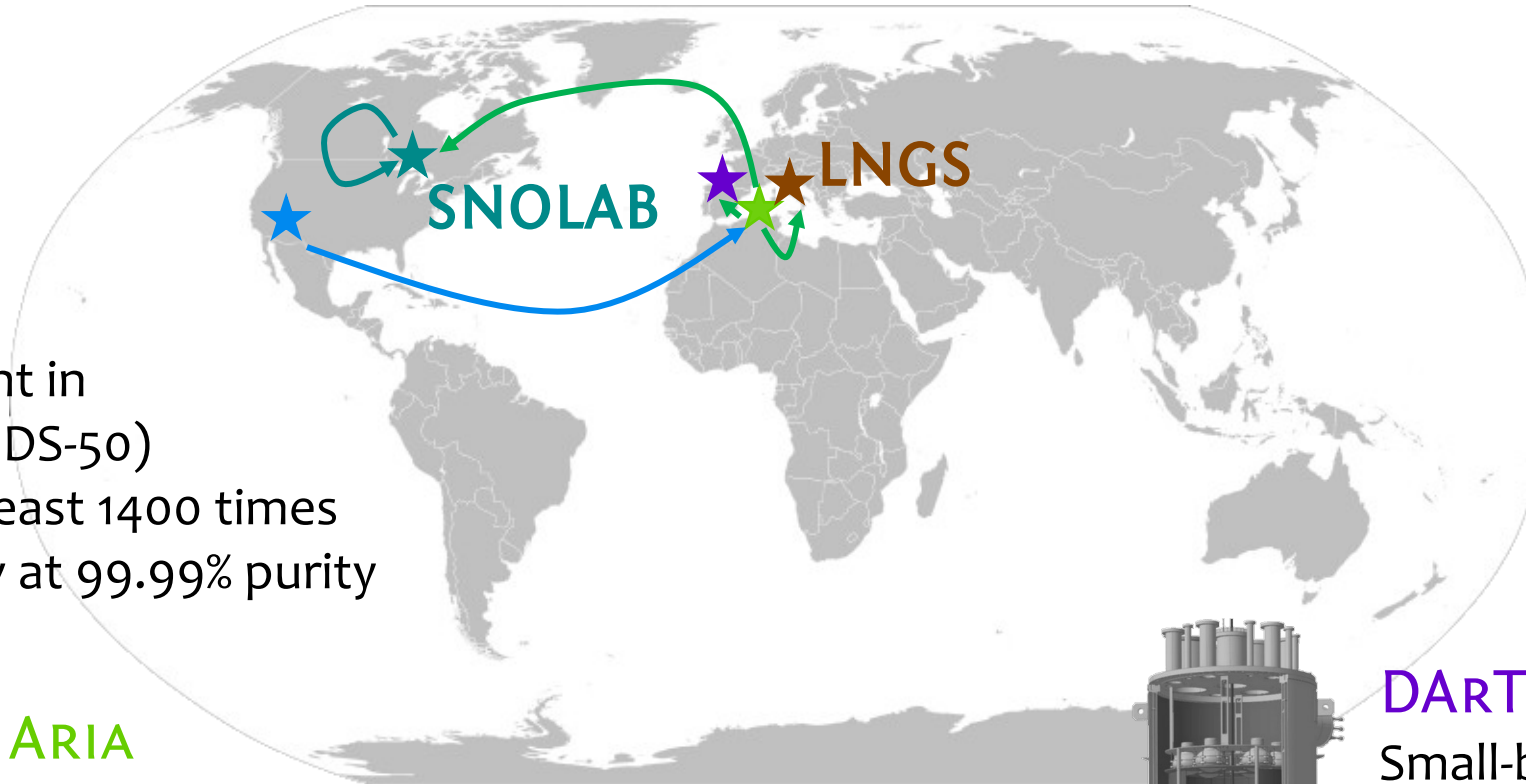 LNGS
SNOLAB
nt in
DS-50)
east 1400 times
at 99.99% purity
ARIA
DART
Small-b